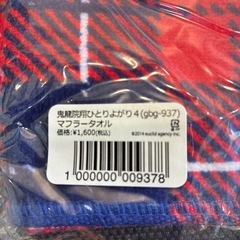 鬼龍院翔ひとりよがり4(gbg-937)
マフラータオル
価格:¥1,600(税込)
©2014 euclid agency inc.
1 000000 009378